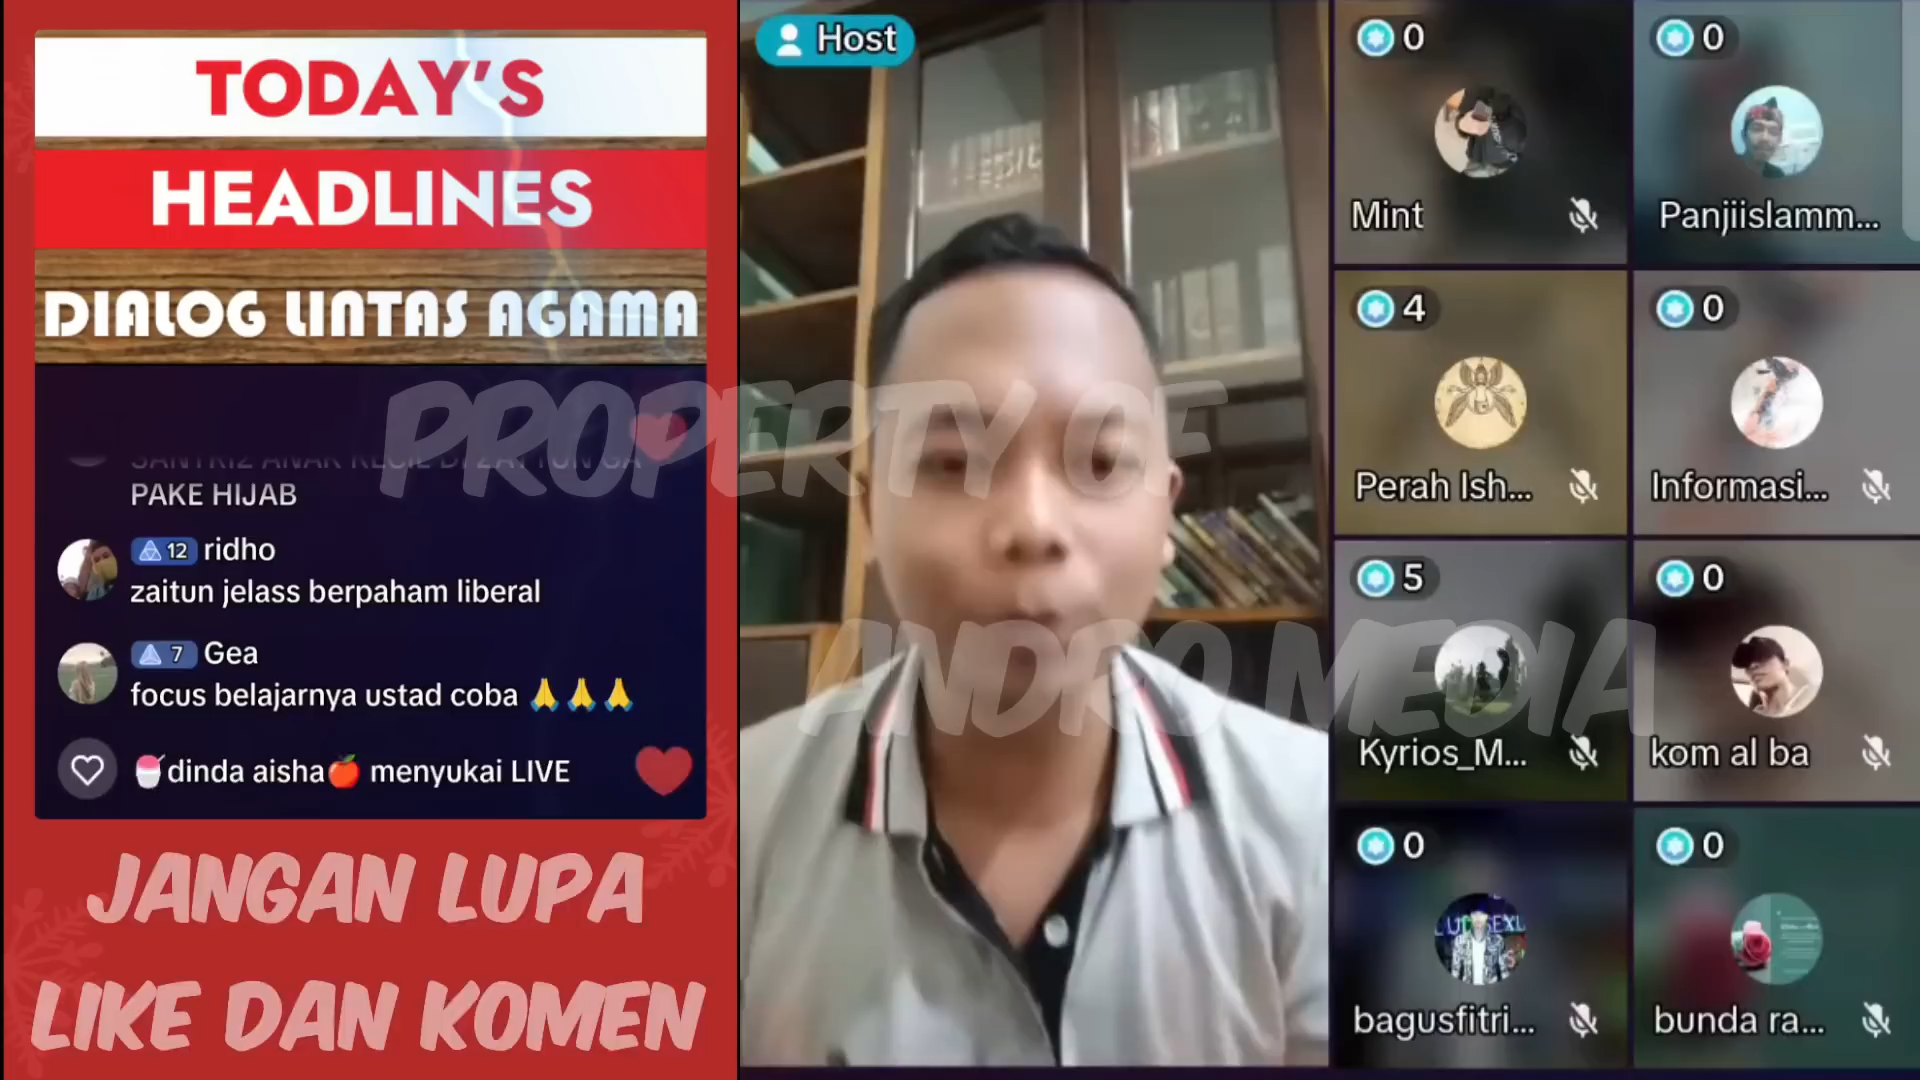 TODAY'S
HEADLINES
DIALOG LINTAS AGAMA
PAKE HIJAB
12 ridho
zaitun jelass berpaham liberal
7 Gea
focus belajarnya ustad coba 🙏🙏🙏
🍧dinda aisha🍎 menyukai LIVE
JANGAN LUPA
LIKE DAN KOMEN
PROPERTY OF
ANDRO MEDIA
Host
0
Mint
0
Panjiislamm...
4
Perah Ish...
0
Informasi...
5
Kyrios_M...
0
kom al ba
0
bagusfitri...
0
bunda ra...